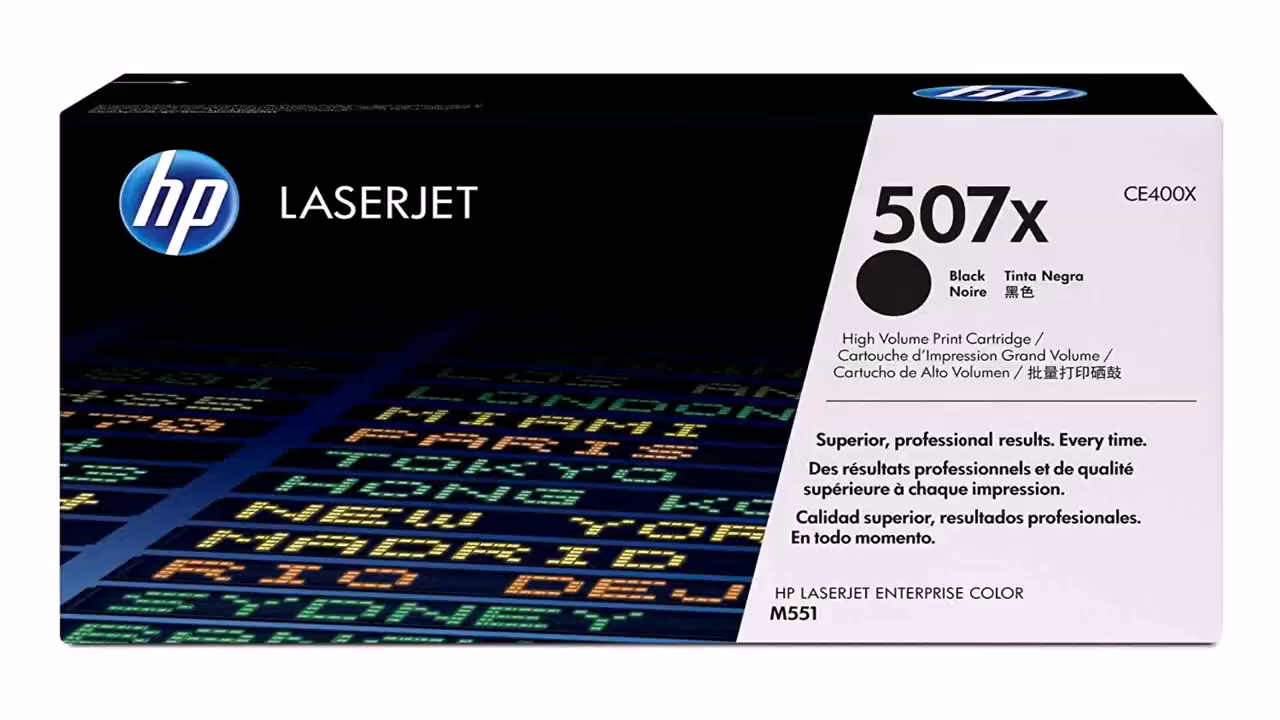 hp
hp LASERJET
507x
CE400X
Black Tinta Negra
Noire 黑色
High Volume Print Cartridge /
Cartouche d'Impression Grand Volume /
Cartucho de Alto Volumen / 批量打印硒鼓
Superior, professional results. Every time.
Des résultats professionnels et de qualité
supérieure à chaque impression.
Calidad superior, resultados profesionales.
En todo momento.
HP LASERJET ENTERPRISE COLOR
M551
LONDON
MIAMI
PARIS
TOKYO
HONG KO
NEW YOR
MADRID
RIO DE J
SYDNEY